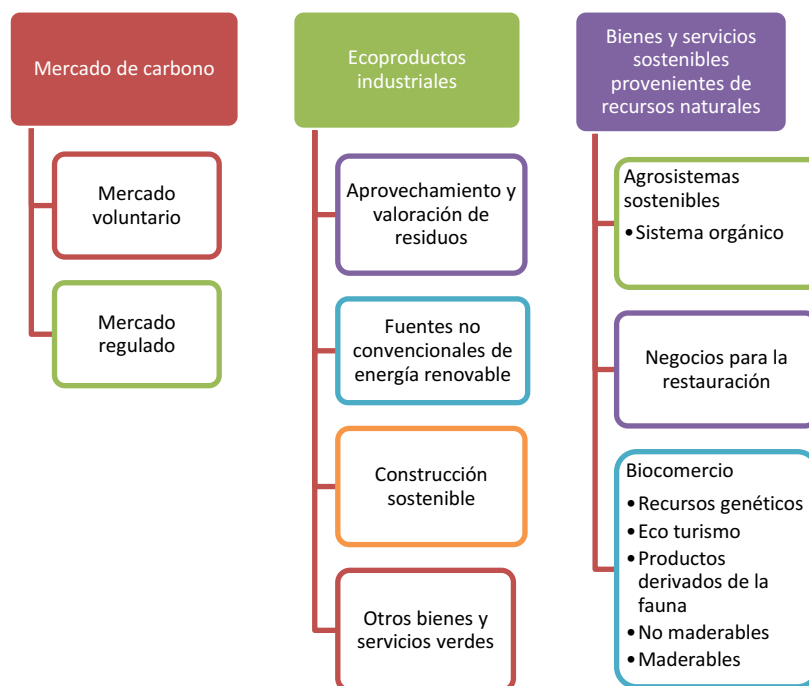 Mercado de carbono
Mercado
voluntario
Mercado
regulado
Ecoproductos
industriales
Aprovechamiento y
valoración de
residuos
Fuentes no
convencionales de
energía renovable
Construcción
sostenible
Otros bienes y
servicios verdes
Bienes y servicios
sostenibles
provenientes de
recursos naturales
Agrosistemas
sostenibles
•Sistema orgánico
Negocios para la
restauración
Biocomercio
•Recursos genéticos
•Eco turismo
•Productos
derivados de la
fauna
•No maderables
•Maderables